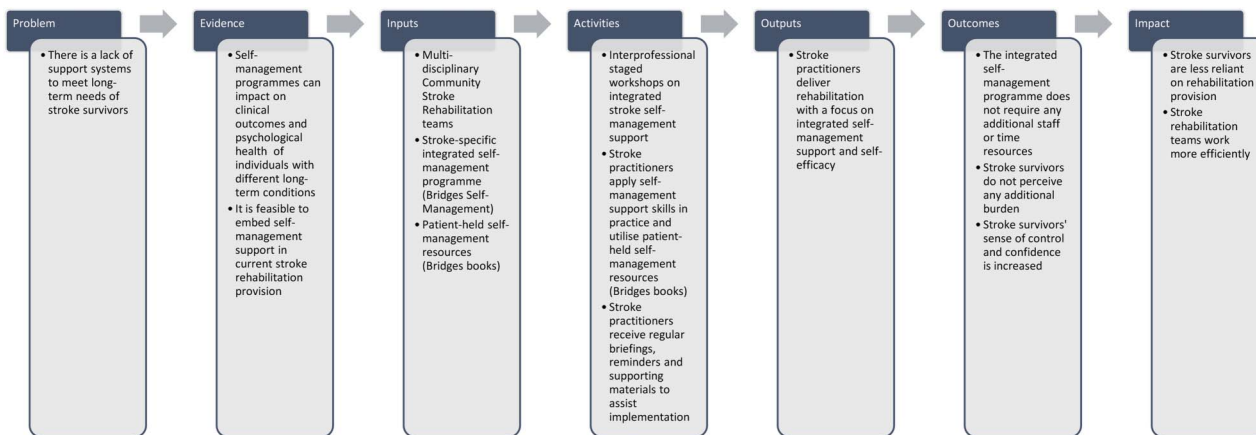 Problem
• There is a lack of
support systems
to meet long-
term needs of
stroke survivors
Evidence
• Self-
management
programmes can
impact on
clinical
outcomes and
psychological
health of
individuals with
different long-
term conditions
• It is feasible to
embed self-
management
support in
current stroke
rehabilitation
provision
Inputs
• Multi-
disciplinary
Community
Stroke
Rehabilitation
teams
• Stroke-specific
integrated self-
management
programme
(Bridges Self-
Management)
• Patient-held self-
management
resources
(Bridges books)
Activities
• Interprofessional
staged
workshops on
integrated
stroke self-
management
support
• Stroke
practitioners
apply self-
management
support skills in
practice and
utilise patient-
held self-
management
resources
(Bridges books)
• Stroke
practitioners
receive regular
briefings,
reminders and
supporting
materials to
assist
implementation
Outputs
• Stroke
practitioners
deliver
rehabilitation
with a focus on
integrated self-
management
support and self-
efficacy
Outcomes
• The integrated
self-
management
programme does
not require any
additional staff
or time
resources
• Stroke survivors
do not perceive
any additional
burden
• Stroke survivors'
sense of control
and confidence
is increased
Impact
• Stroke survivors
are less reliant
on rehabilitation
provision
• Stroke
rehabilitation
teams work
more efficiently